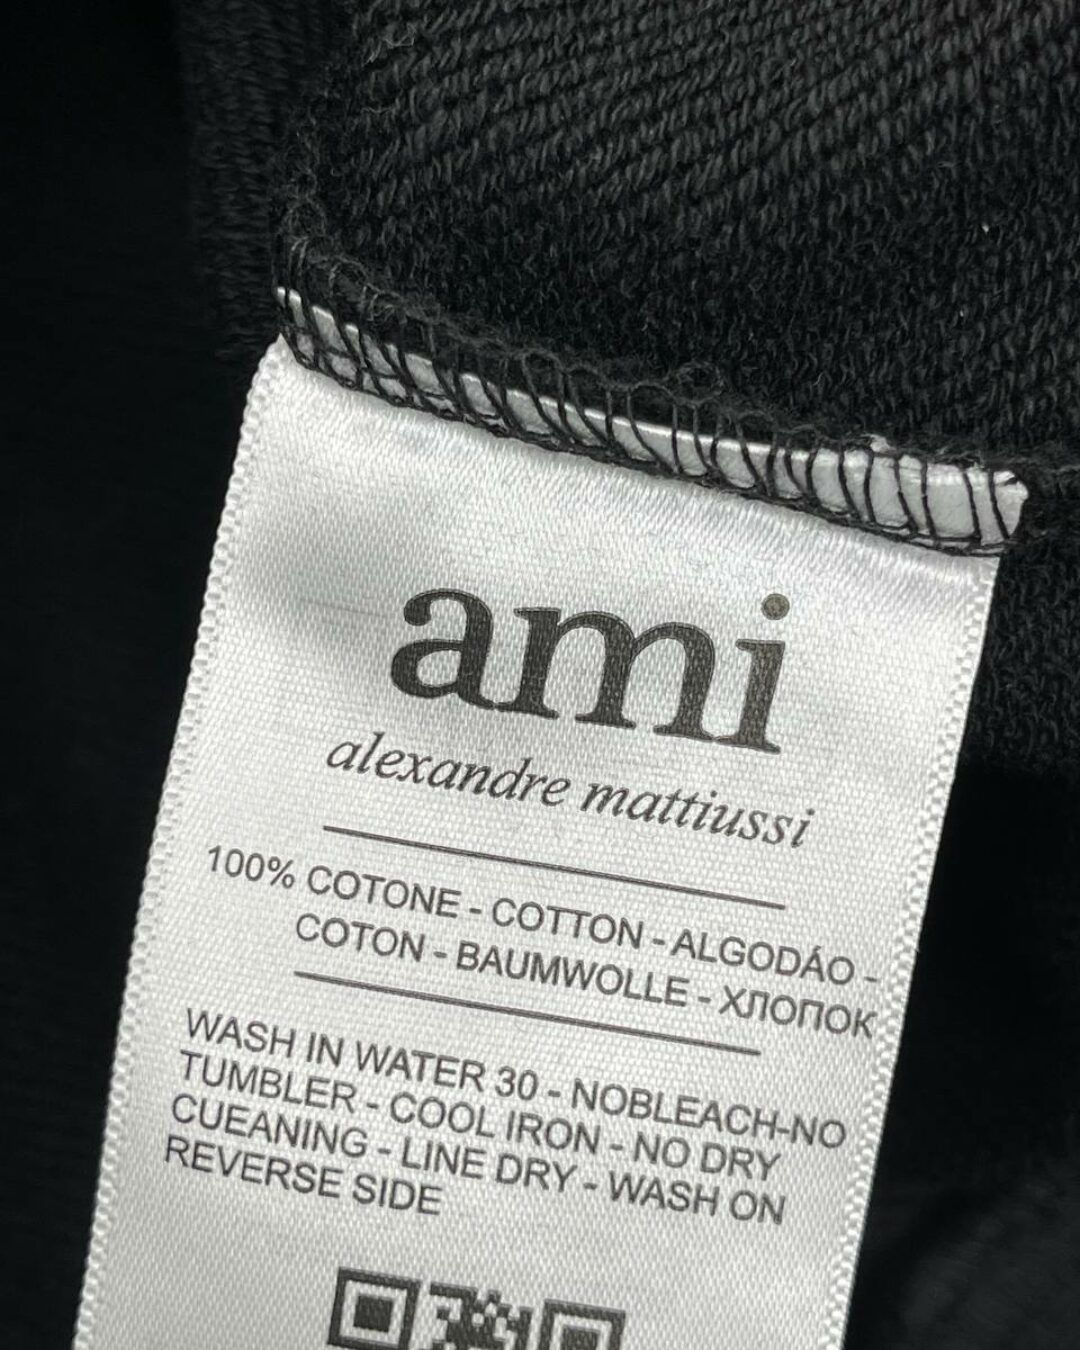 ami
alexandre mattiussi
100% COTONE - COTTON - ALGODÁO -
COTON - BAUMWOLLE - ХЛОПОК
WASH IN WATER 30 - NOBLEACH-NO
TUMBLER - COOL IRON - NO DRY
CUEANING - LINE DRY - WASH ON
REVERSE SIDE